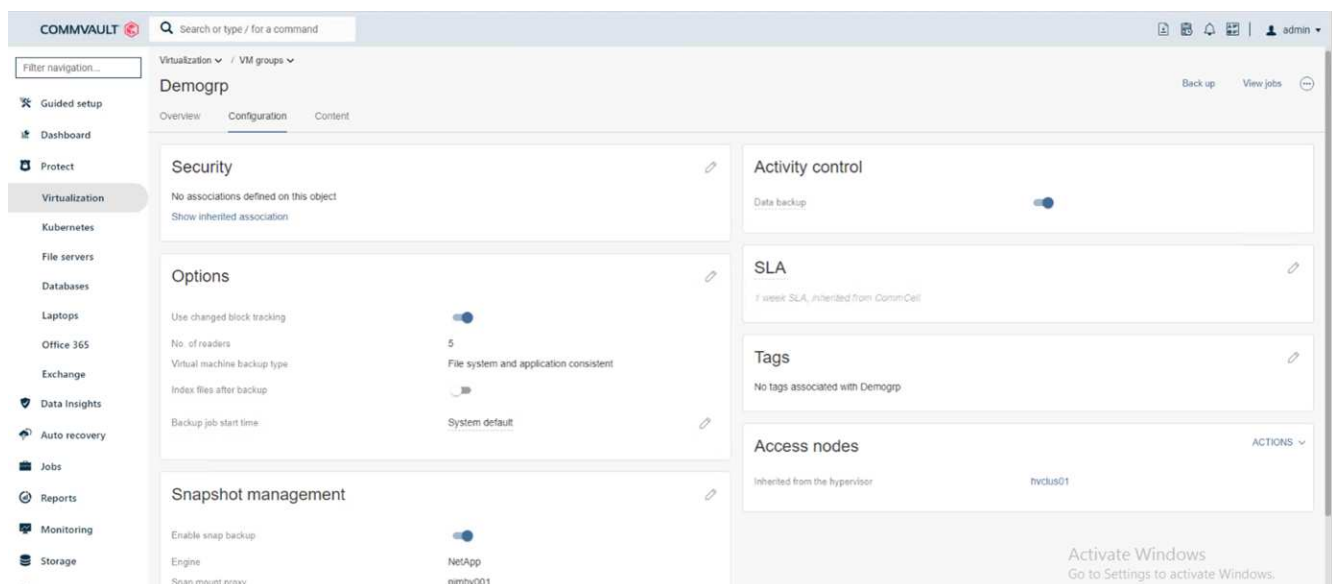 COMMVAULT
Search or type / for a command
admin
Filter navigation...
Guided setup
Dashboard
Protect
Virtualization
Kubernetes
File servers
Databases
Laptops
Office 365
Exchange
Data Insights
Auto recovery
Jobs
Reports
Monitoring
Storage
Virtualization / VM groups
Demogrp
Back up View jobs
Overview Configuration Content
Security
No associations defined on this object
Show inherited association
Options
Use changed block tracking
No. of readers 5
Virtual machine backup type File system and application consistent
Index files after backup
Backup job start time System default
Snapshot management
Enable snap backup
Engine NetApp
Snap mount proxy nimhv001
Activity control
Data backup
SLA
1 week SLA, inherited from CommCell
Tags
No tags associated with Demogrp
Access nodes ACTIONS
Inherited from the hypervisor hvclus01
Activate Windows
Go to Settings to activate Windows.